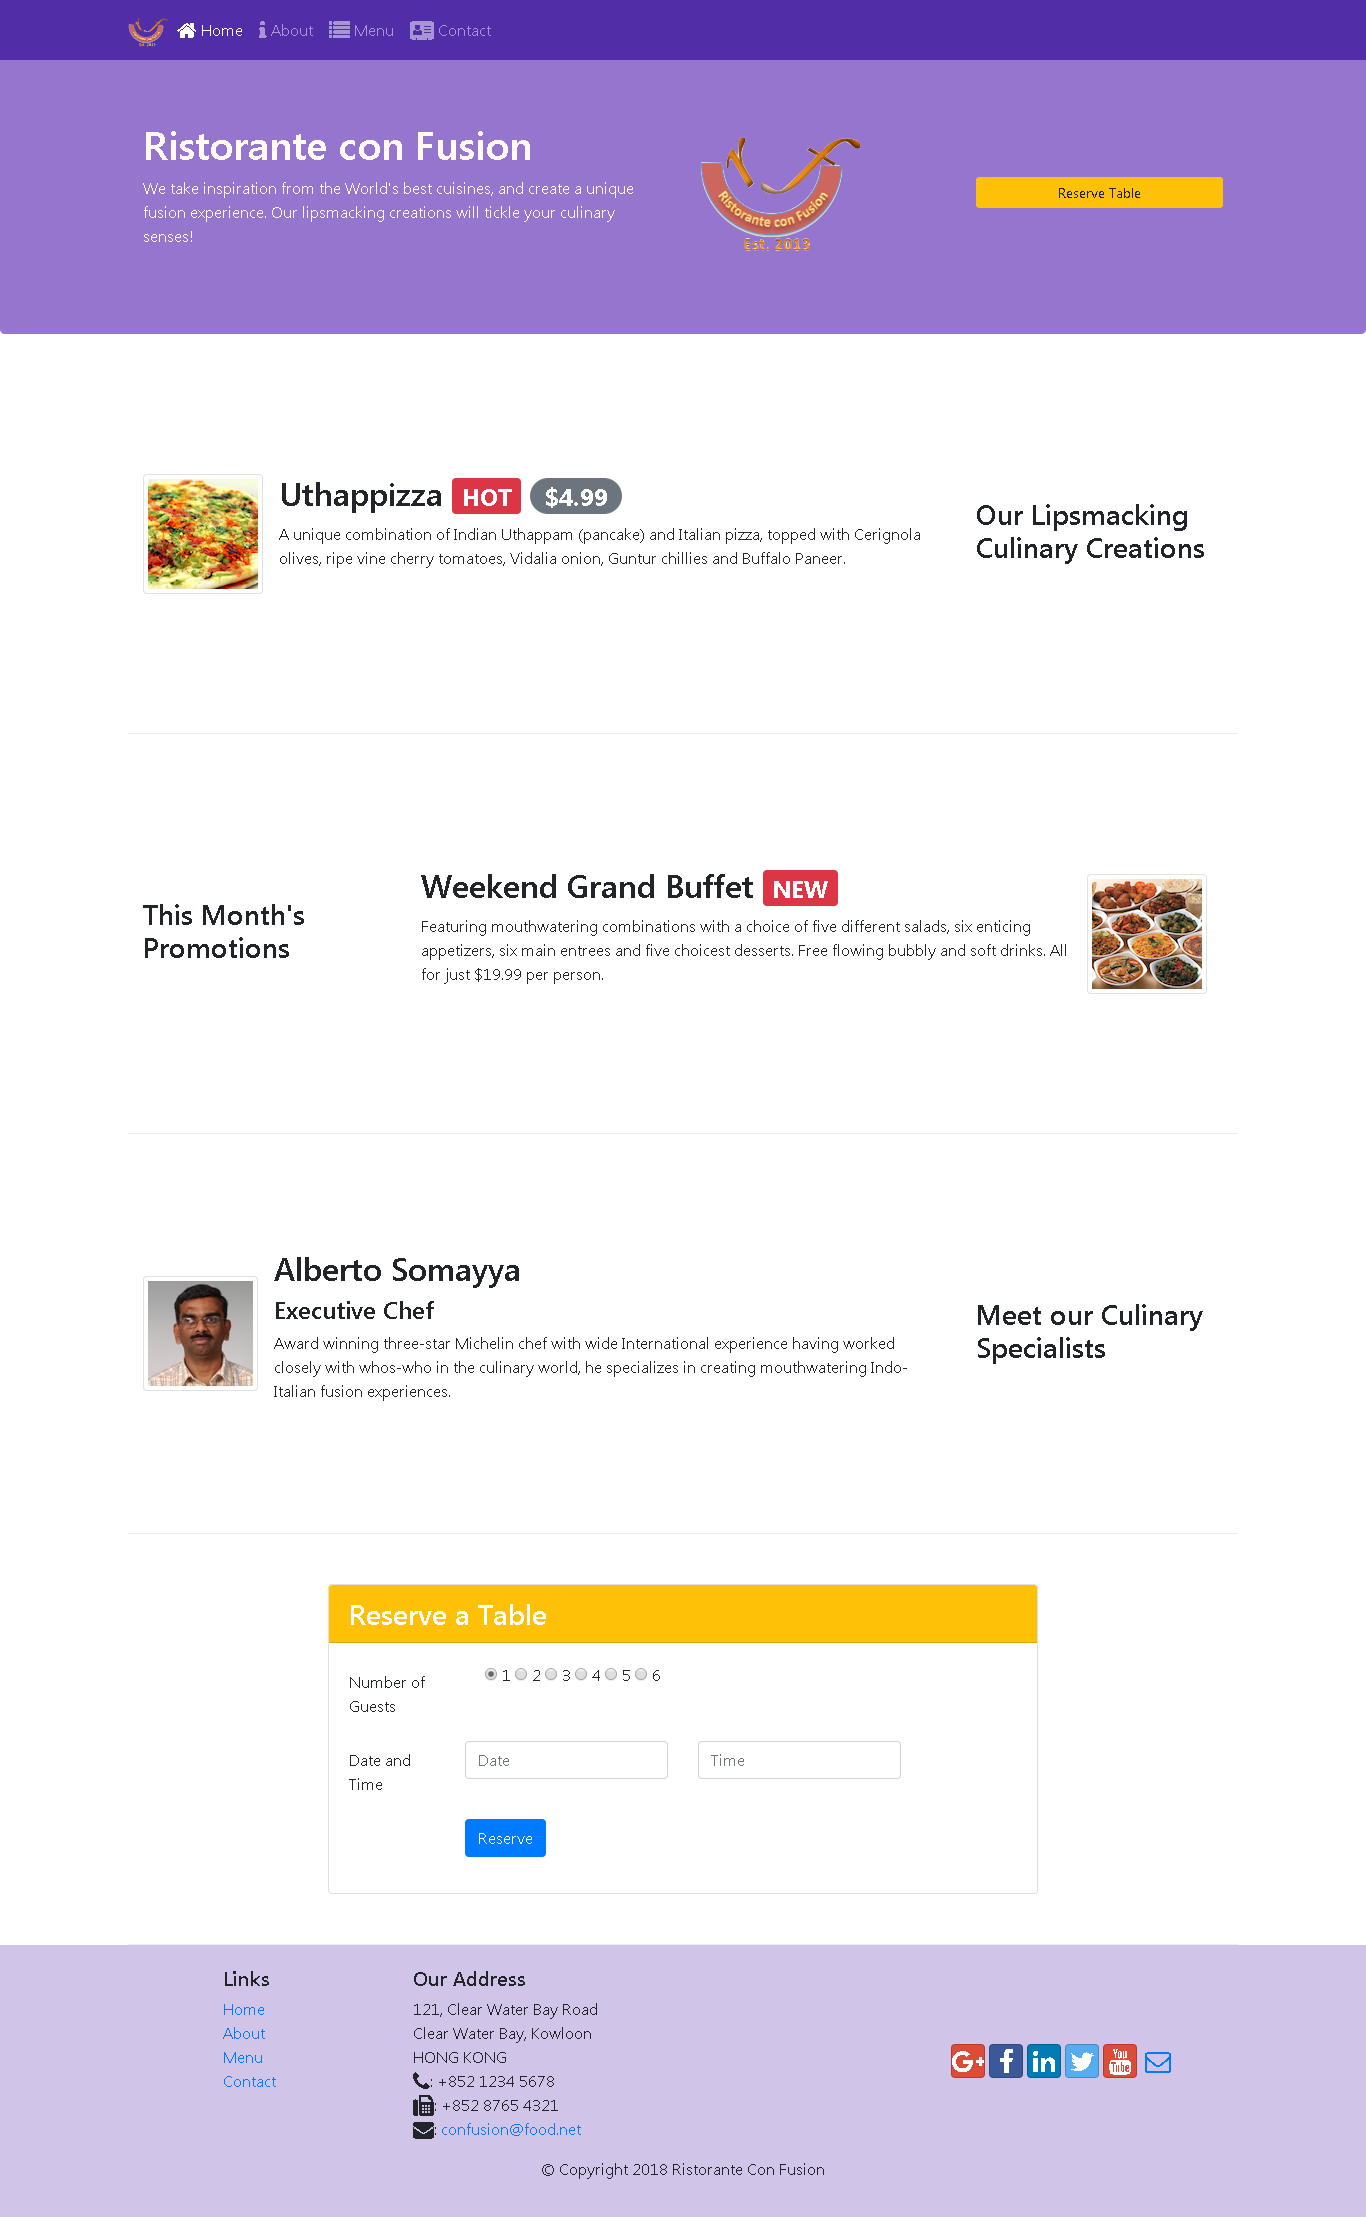 Home About Menu Contact
Ristorante con Fusion
We take inspiration from the World's best cuisines, and create a unique
fusion experience. Our lipsmacking creations will tickle your culinary
senses!
Ristorante con Fusion
Est. 2013
Reserve Table
Uthappizza HOT $4.99
A unique combination of Indian Uthappam (pancake) and Italian pizza, topped with Cerignola
olives, ripe vine cherry tomatoes, Vidalia onion, Guntur chillies and Buffalo Paneer.
Our Lipsmacking
Culinary Creations
This Month's
Promotions
Weekend Grand Buffet NEW
Featuring mouthwatering combinations with a choice of five different salads, six enticing
appetizers, six main entrees and five choicest desserts. Free flowing bubbly and soft drinks. All
for just $19.99 per person.
Alberto Somayya
Executive Chef
Award winning three-star Michelin chef with wide International experience having worked
closely with whos-who in the culinary world, he specializes in creating mouthwatering Indo-
Italian fusion experiences.
Meet our Culinary
Specialists
Reserve a Table
Number of
Guests
1 2 3 4 5 6
Date and
Time
Date
Time
Reserve
Links
Home
About
Menu
Contact
Our Address
121, Clear Water Bay Road
Clear Water Bay, Kowloon
HONG KONG
: +852 1234 5678
: +852 8765 4321
: confusion@food.net
G+ f in You Tube
© Copyright 2018 Ristorante Con Fusion